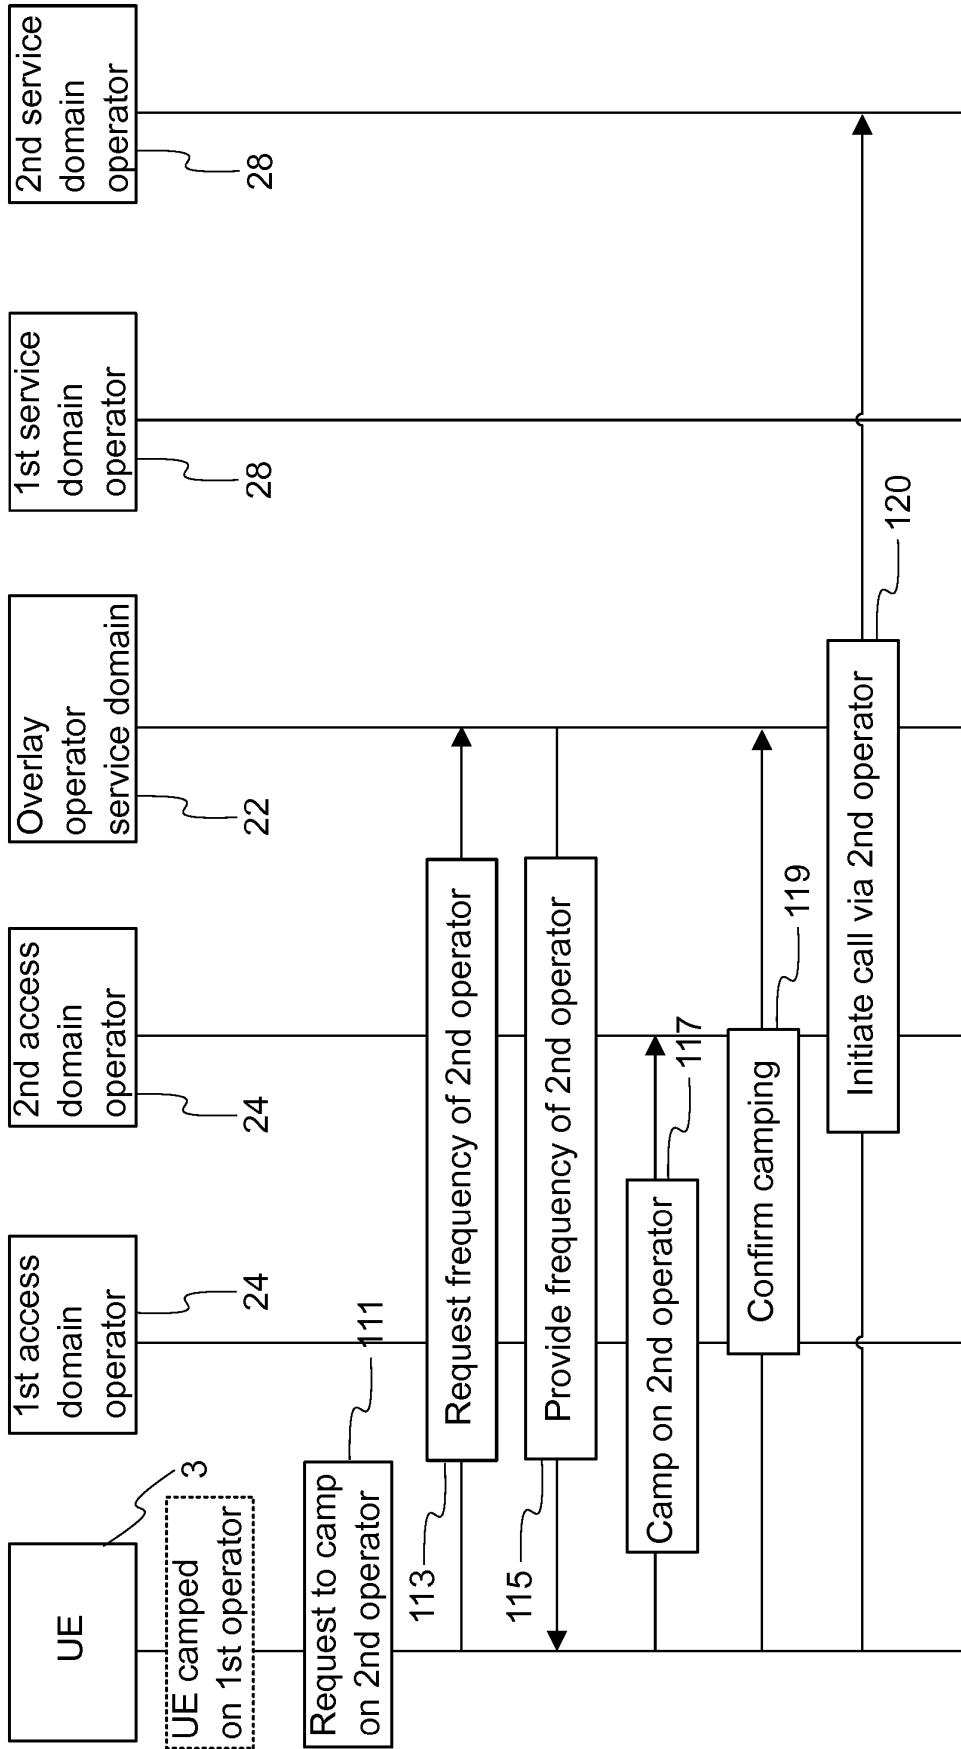 UE
3
1st access
domain
operator
24
2nd access
domain
operator
24
Overlay
operator
service domain
22
1st service
domain
operator
28
2nd service
domain
operator
28
UE camped
on 1st operator
Request to camp
on 2nd operator
111
Request frequency of 2nd operator
113
Provide frequency of 2nd operator
115
Camp on 2nd operator
117
Confirm camping
119
Initiate call via 2nd operator
120